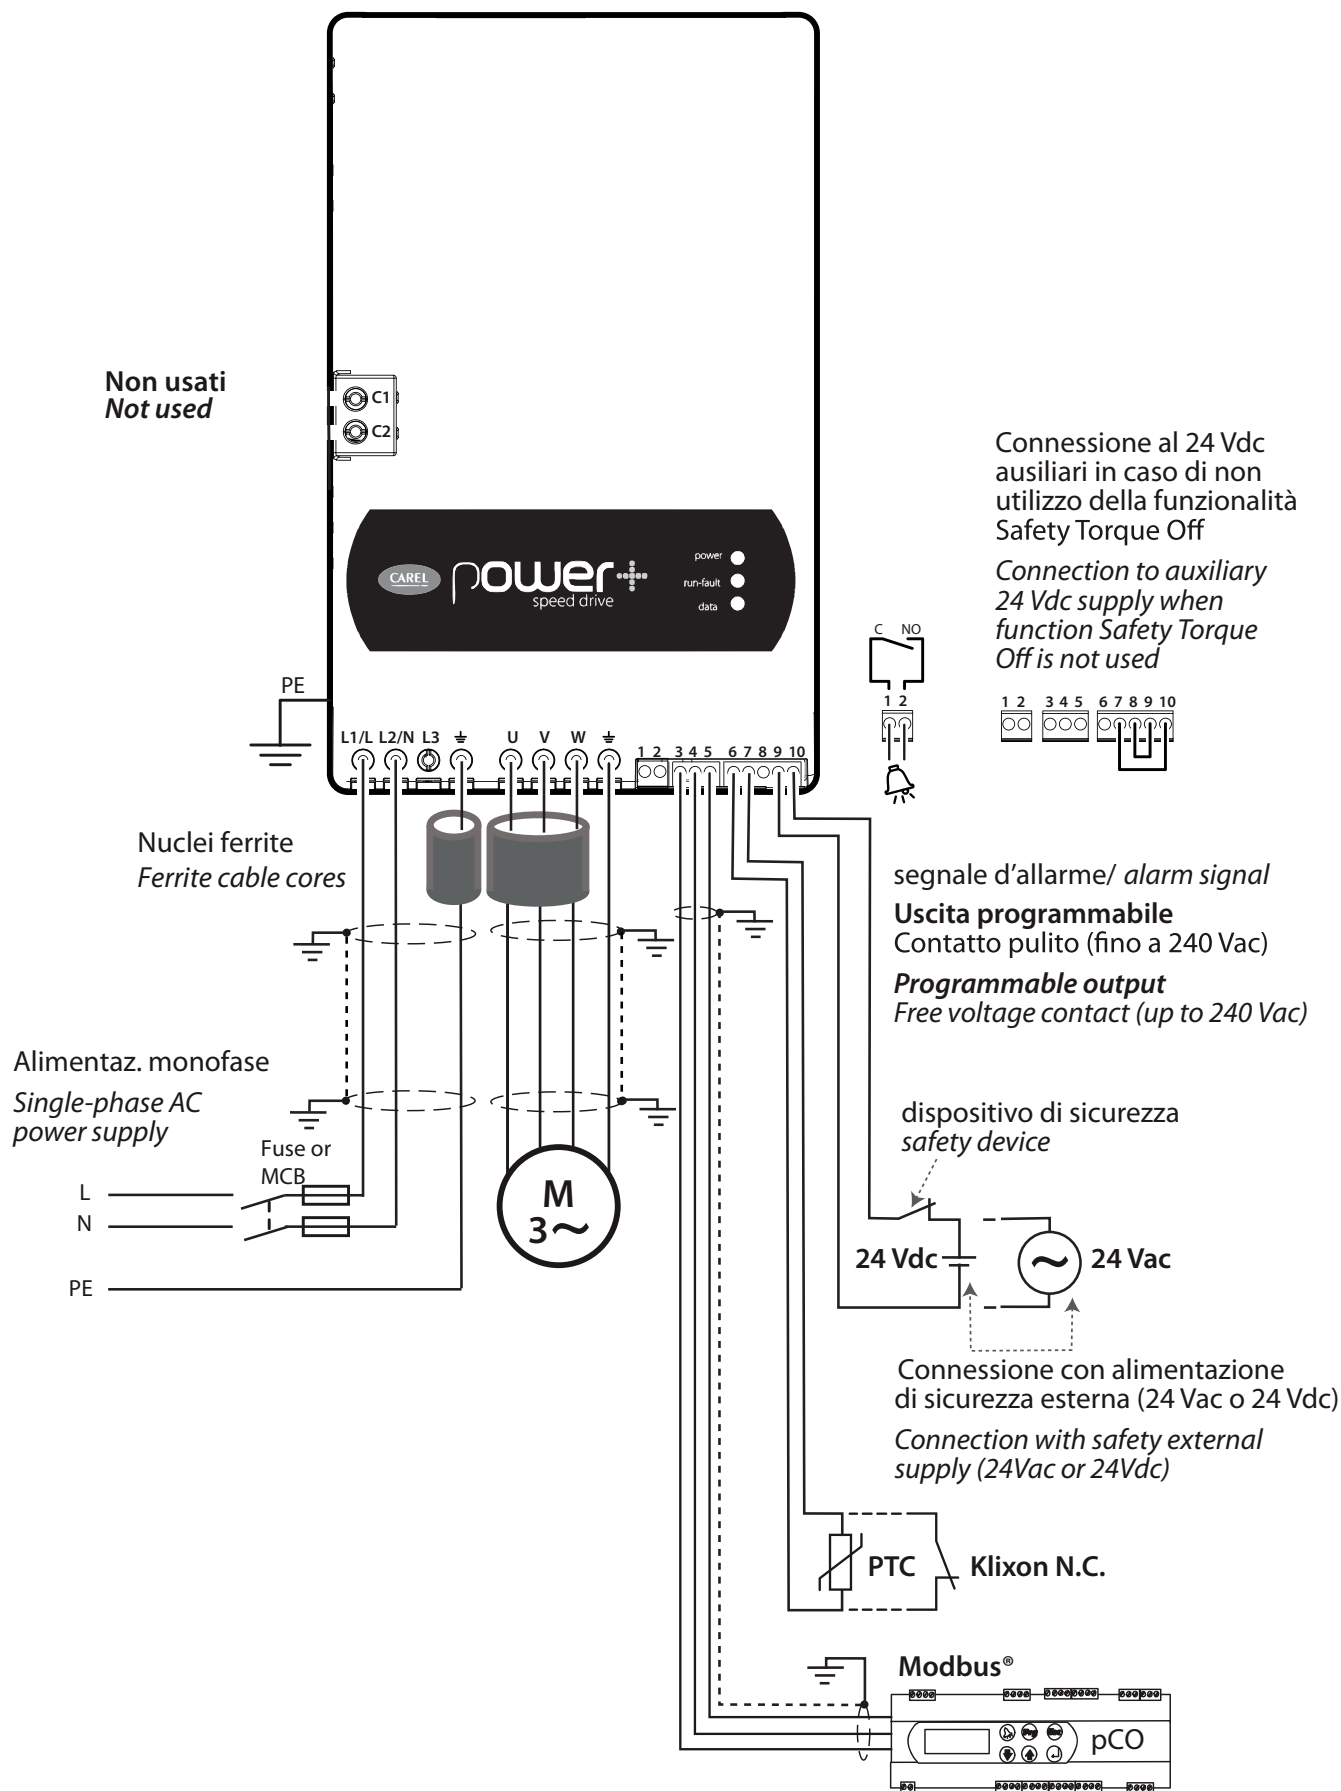 Non usati
Not used
C1
C2
CAREL
power+
speed drive
power
run-fault
data
Connessione al 24 Vdc
ausiliari in caso di non
utilizzo della funzionalità
Safety Torque Off
Connection to auxiliary
24 Vdc supply when
function Safety Torque
Off is not used
C NO
1 2
1 2 3 4 5 6 7 8 9 10
PE
L1/L L2/N L3 U V W
1 2 3 4 5 6 7 8 9 10
Nuclei ferrite
Ferrite cable cores
segnale d'allarme/ alarm signal
Uscita programmabile
Contatto pulito (fino a 240 Vac)
Programmable output
Free voltage contact (up to 240 Vac)
Alimentaz. monofase
Single-phase AC
power supply
Fuse or
MCB
L
N
PE
M
3~
dispositivo di sicurezza
safety device
24 Vdc
24 Vac
Connessione con alimentazione
di sicurezza esterna (24 Vac o 24 Vdc)
Connection with safety external
supply (24Vac or 24Vdc)
PTC
Klixon N.C.
Modbus®
Prg
Esc
pCO